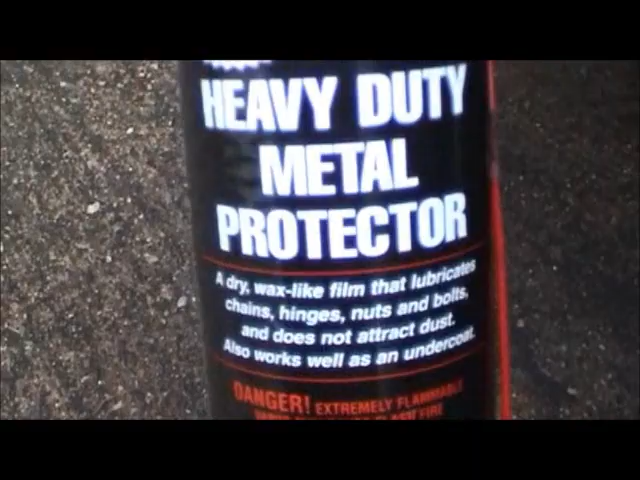 HEAVY DUTY
METAL
PROTECTOR
A dry, wax-like film that lubricates
chains, hinges, nuts and bolts,
and does not attract dust.
Also works well as an undercoat.
DANGER! EXTREMELY FLAMMABLE
FIRE